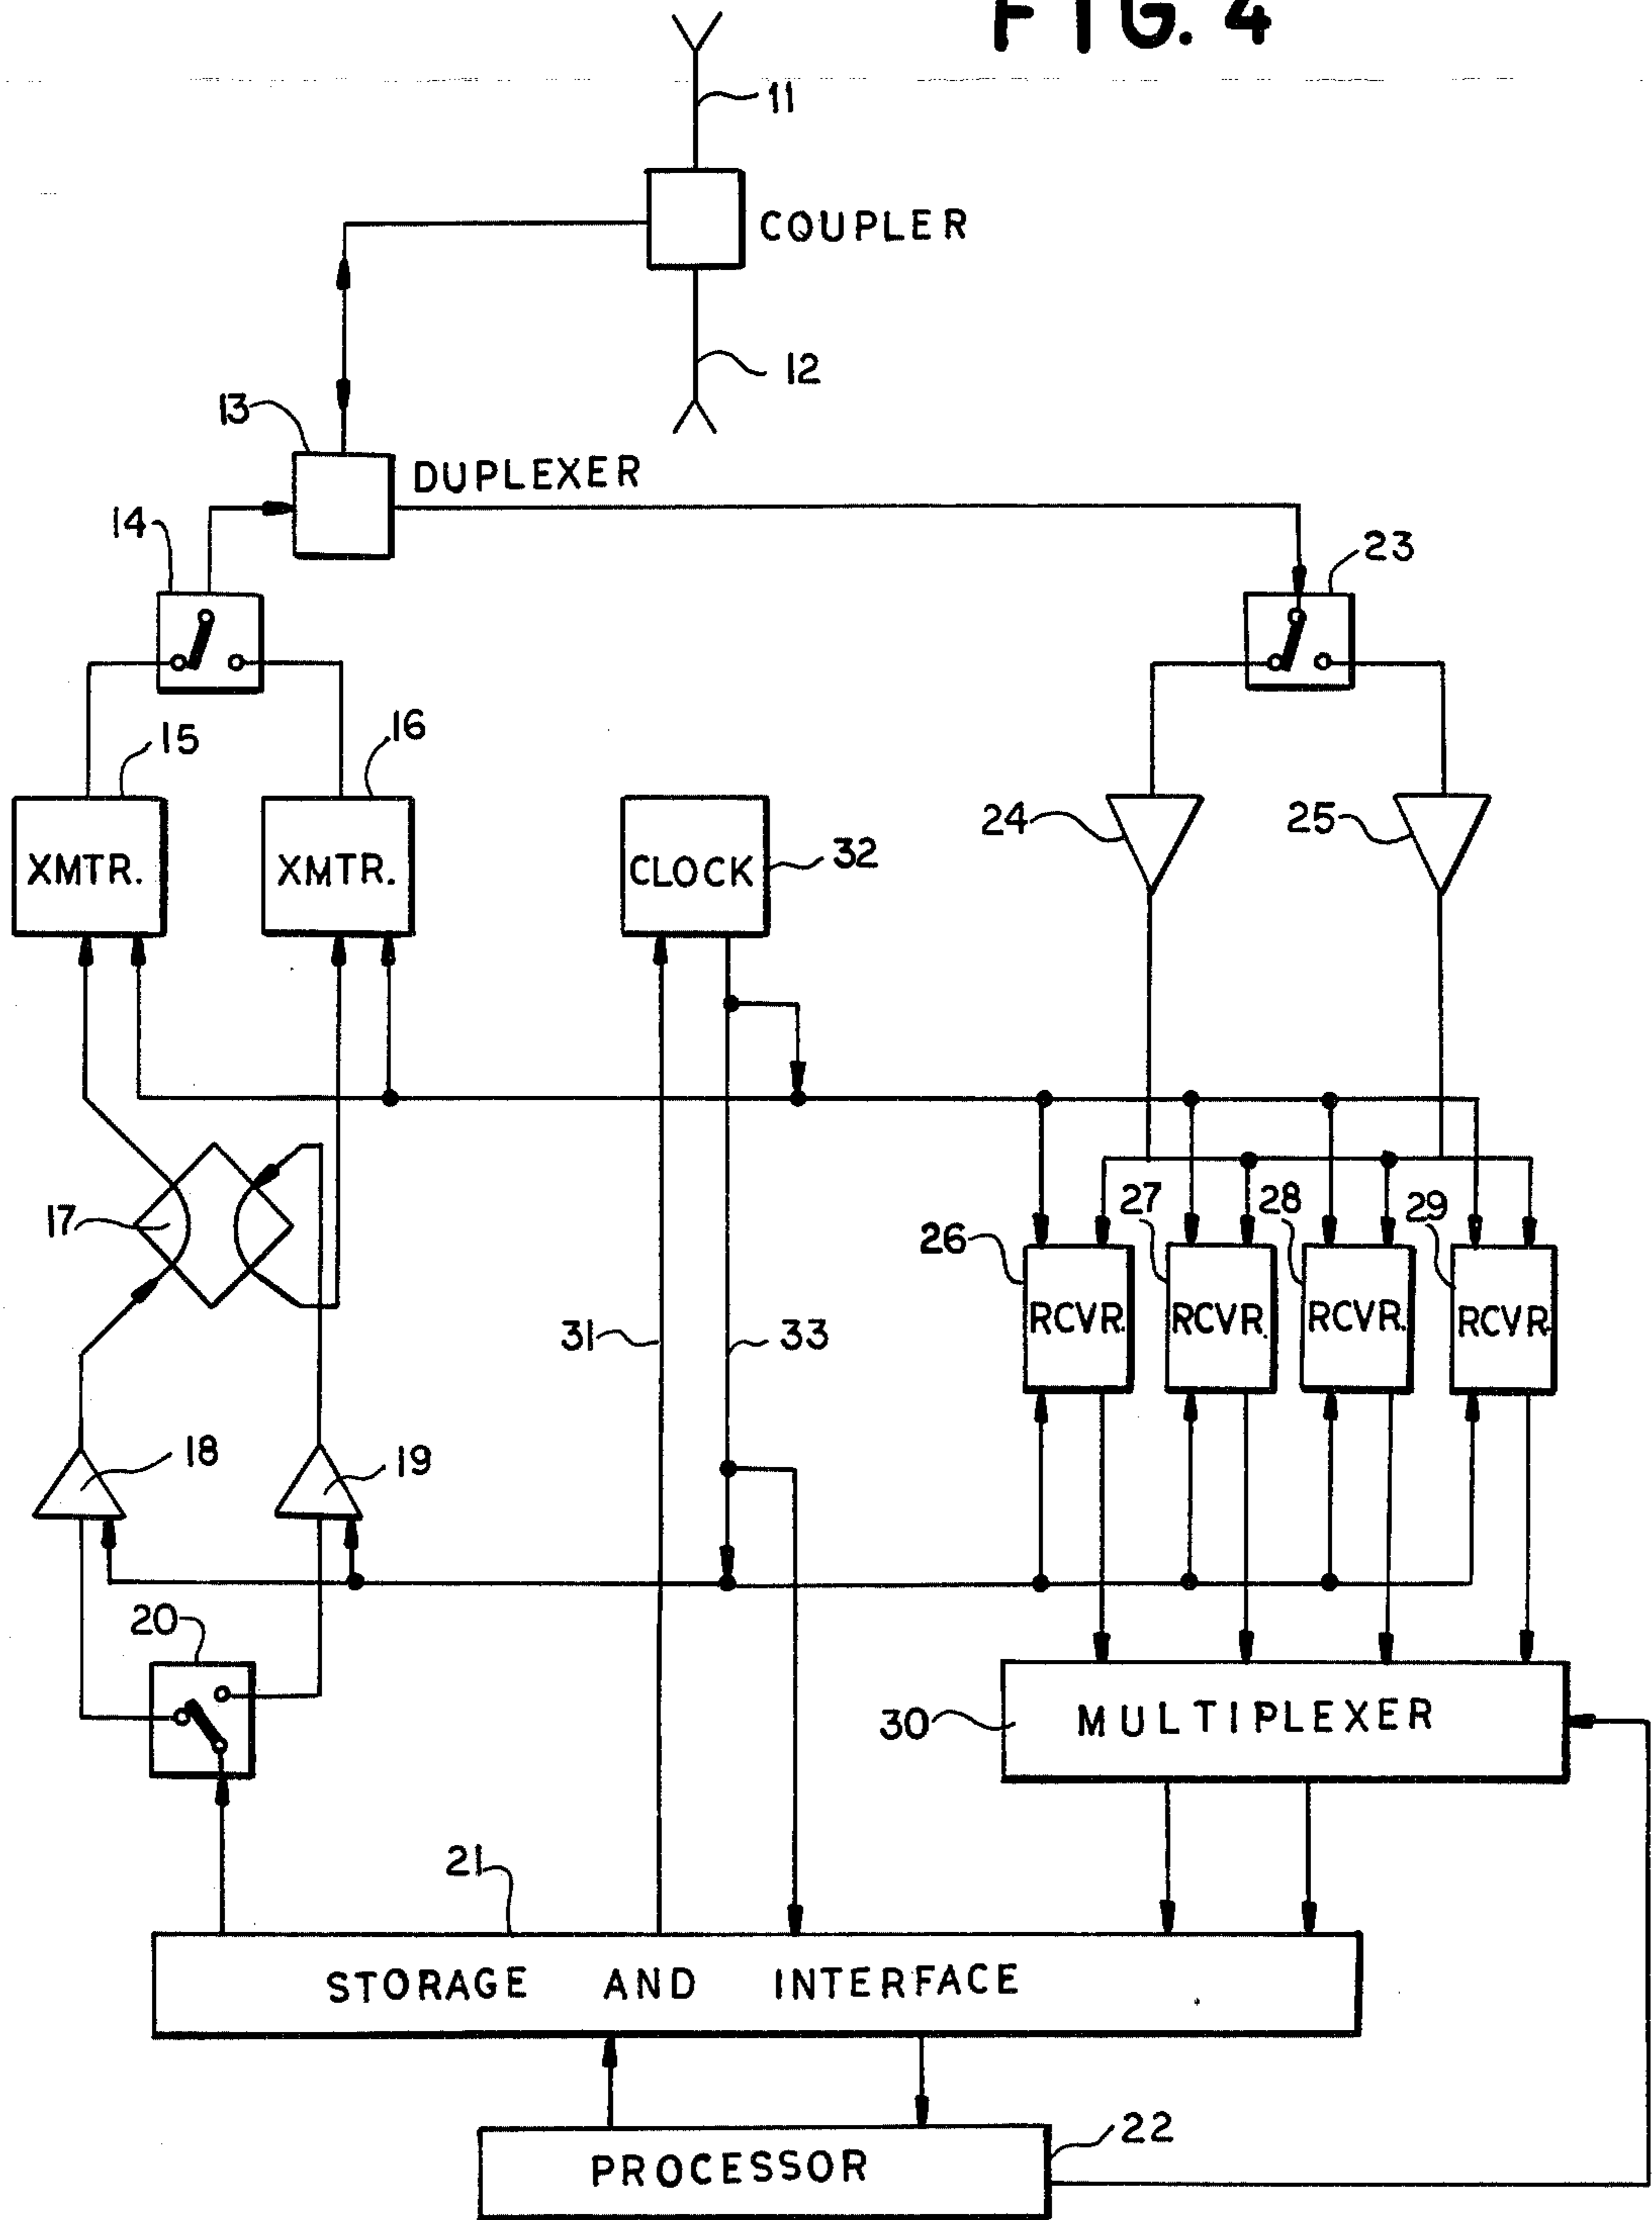 FIG. 4
11
COUPLER
12
13
DUPLEXER
14
23
15
16
XMTR.
XMTR.
CLOCK
32
24
25
17
31
33
26
27
28
29
RCVR.
RCVR.
RCVR.
RCVR.
18
19
20
30
MULTIPLEXER
21
STORAGE AND INTERFACE
22
PROCESSOR